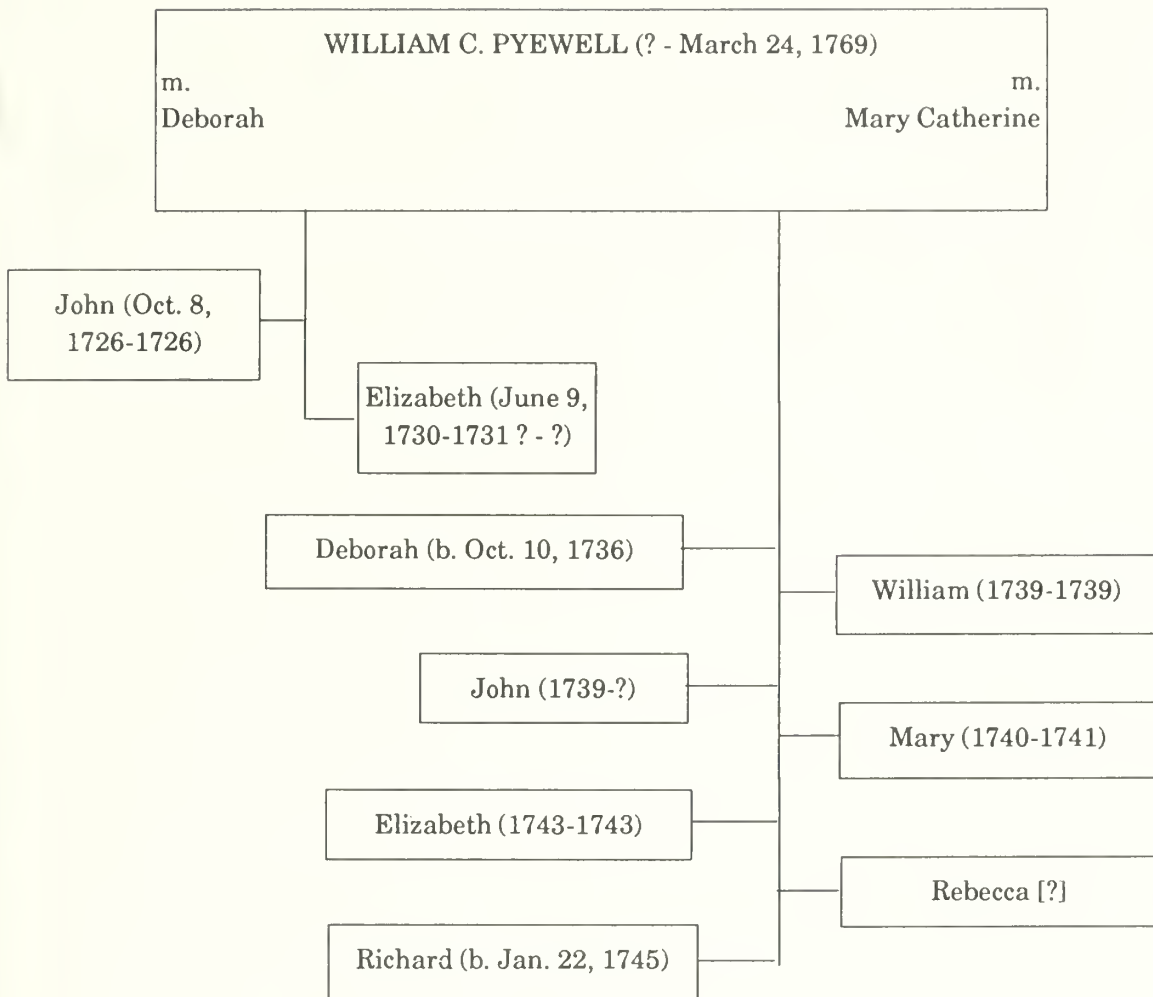 WILLIAM C. PYEWELL (? - March 24, 1769)
m.
Deborah
m.
Mary Catherine
John (Oct. 8,
1726-1726)
Elizabeth (June 9,
1730-1731 ? - ?)
Deborah (b. Oct. 10, 1736)
William (1739-1739)
John (1739-?)
Mary (1740-1741)
Elizabeth (1743-1743)
Rebecca [?]
Richard (b. Jan. 22, 1745)